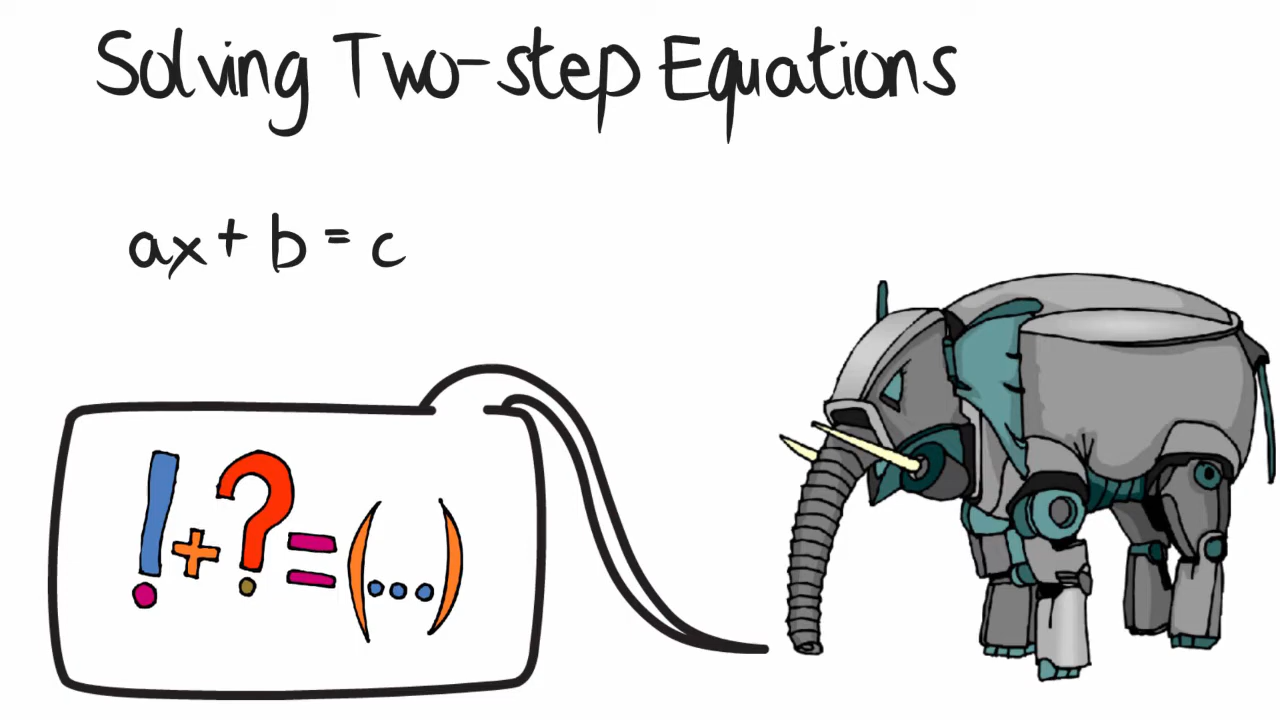 Solving Two-step Equations
ax + b = c
! + ? = (...)